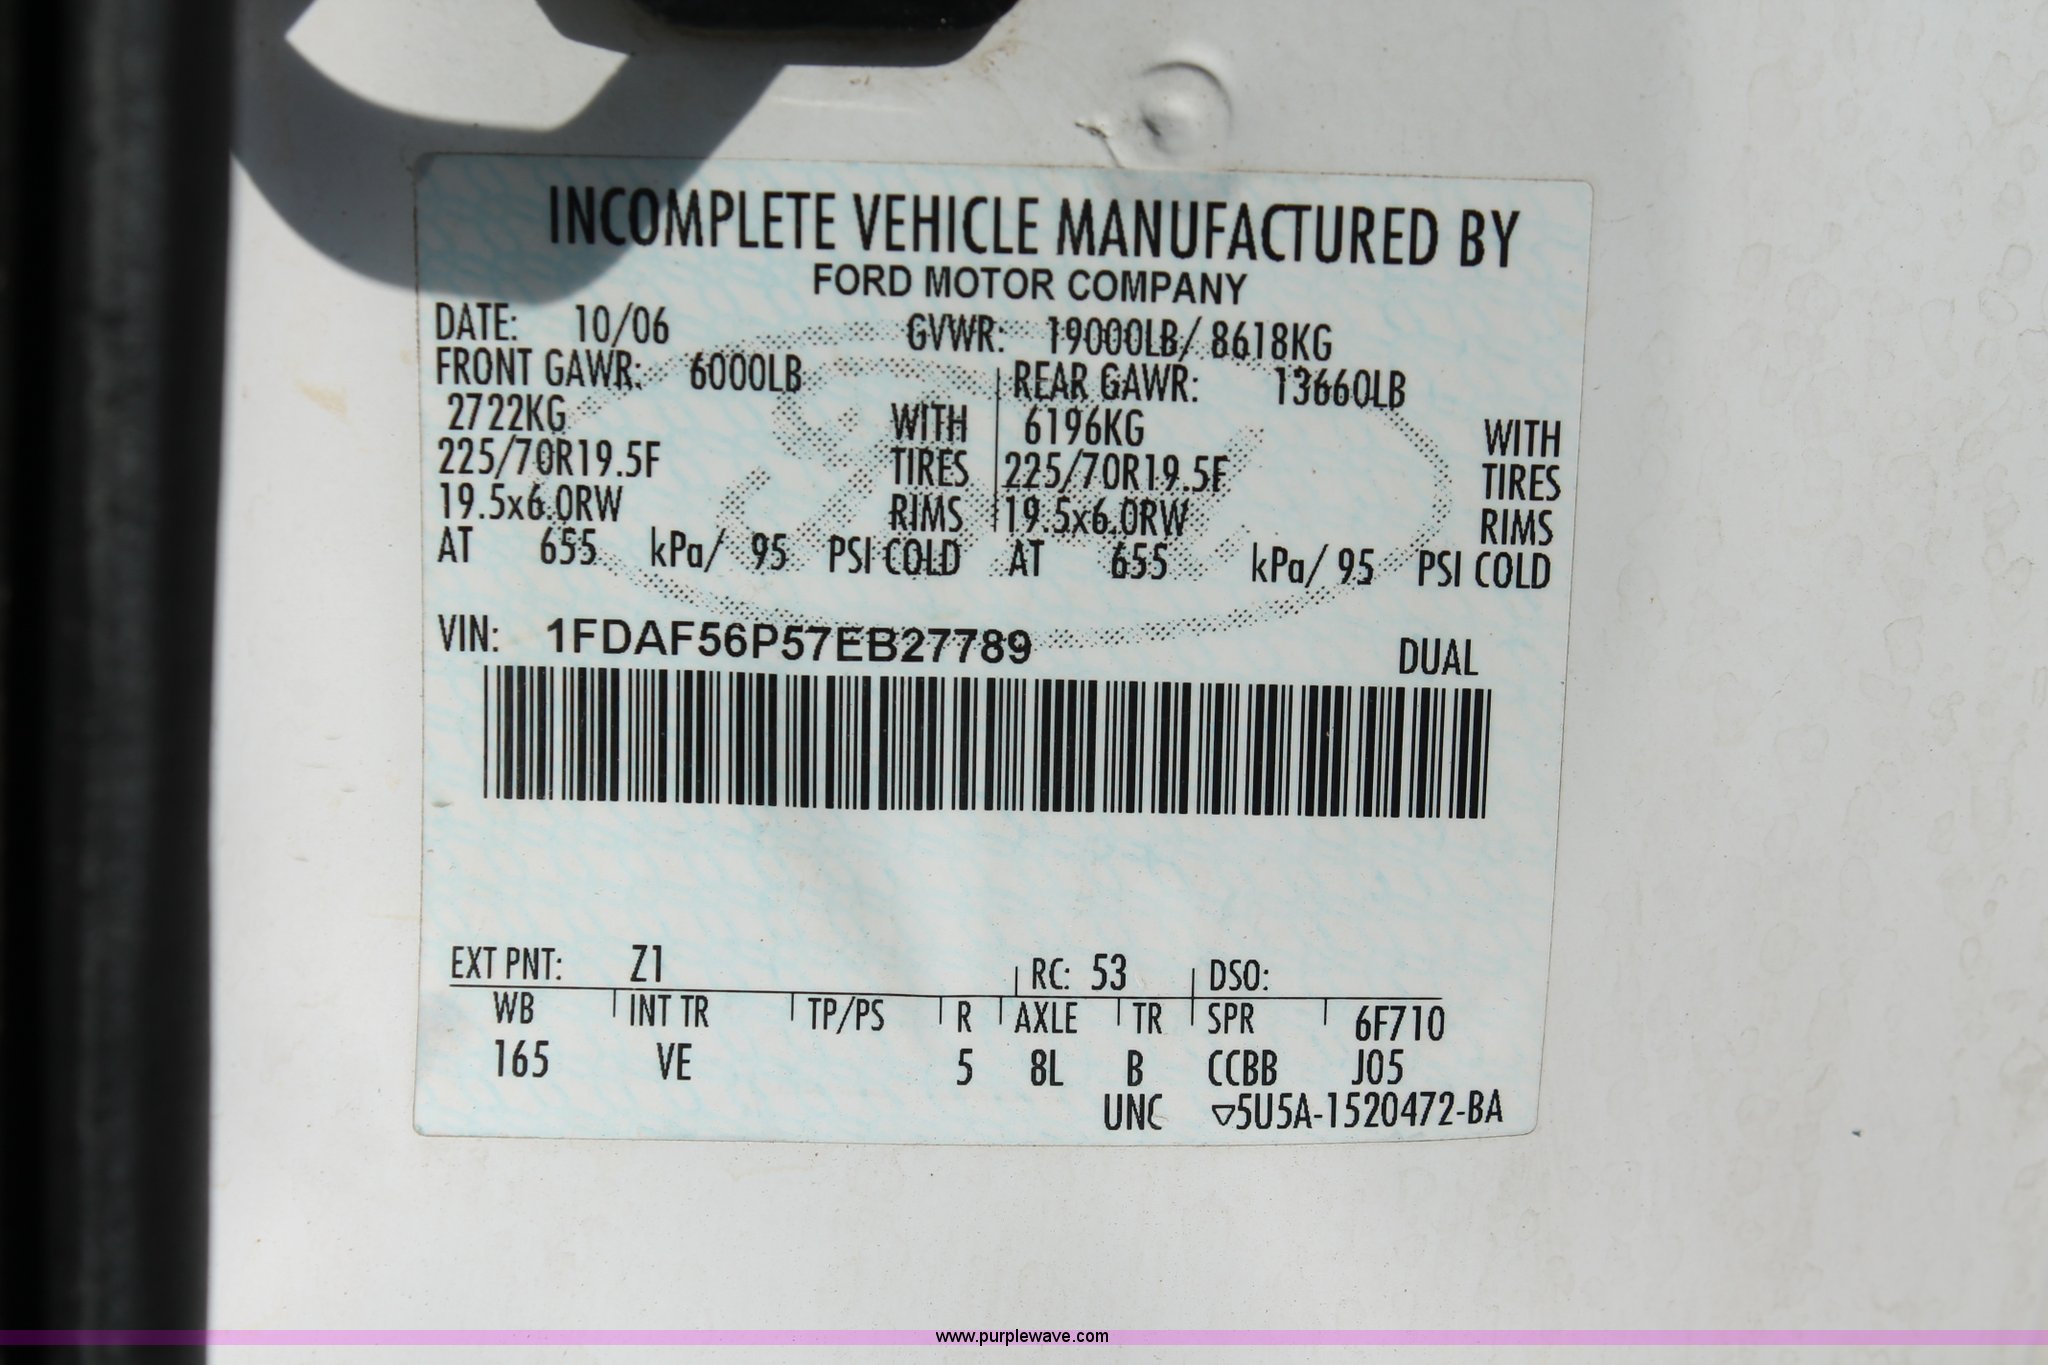 INCOMPLETE VEHICLE MANUFACTURED BY
FORD MOTOR COMPANY
DATE: 10/06 GVWR: 19000LB/ 8618KG
FRONT GAWR: 6000LB REAR GAWR: 13660LB
2722KG WITH 6196KG WITH
225/70R19.5F TIRES 225/70R19.5F TIRES
19.5x6.0RW RIMS 19.5x6.0RW RIMS
AT 655 kPa/ 95 PSI COLD AT 655 kPa/ 95 PSI COLD
VIN: 1FDAF56P57EB27789 DUAL
EXT PNT: Z1 RC: 53 DSO:
WB INT TR TP/PS R AXLE TR SPR 6F710
165 VE 5 8L B CCBB J05
UNC ▽5U5A-1520472-BA
www.purplewave.com